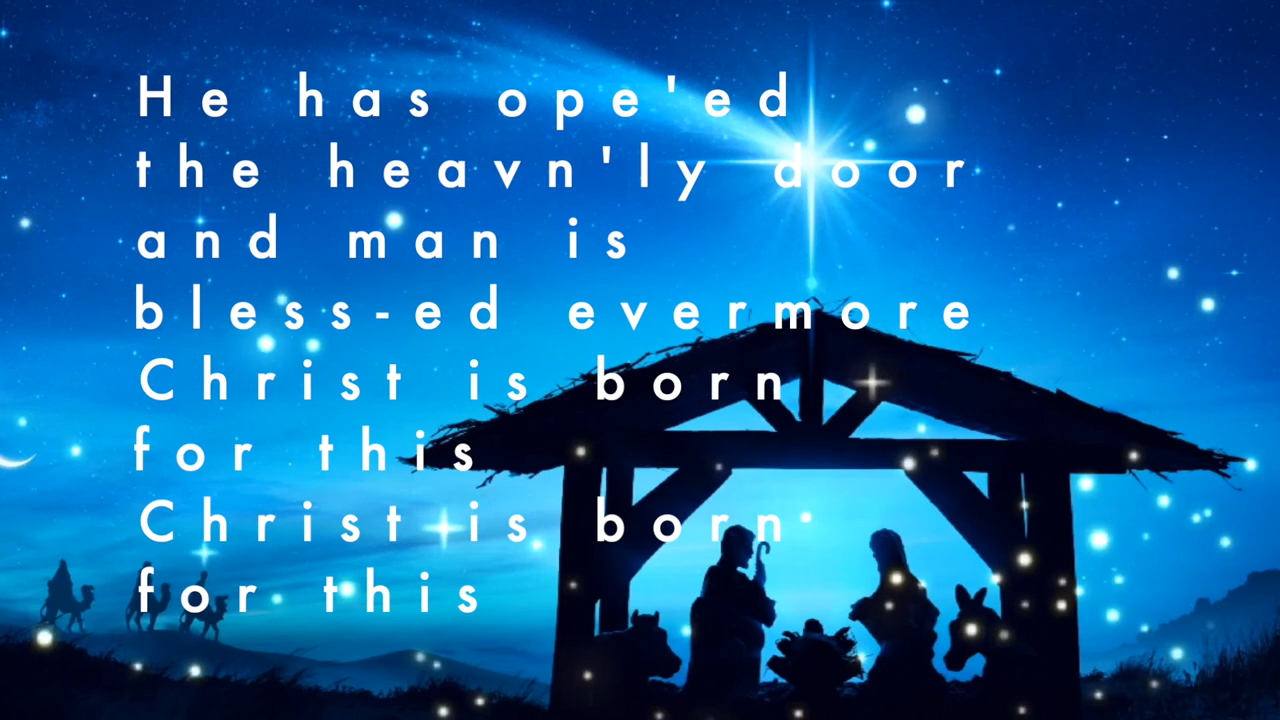 He has ope'ed
the heavn'ly door
and man is
bless-ed evermore
Christ is born
for this
Christ is born
for this